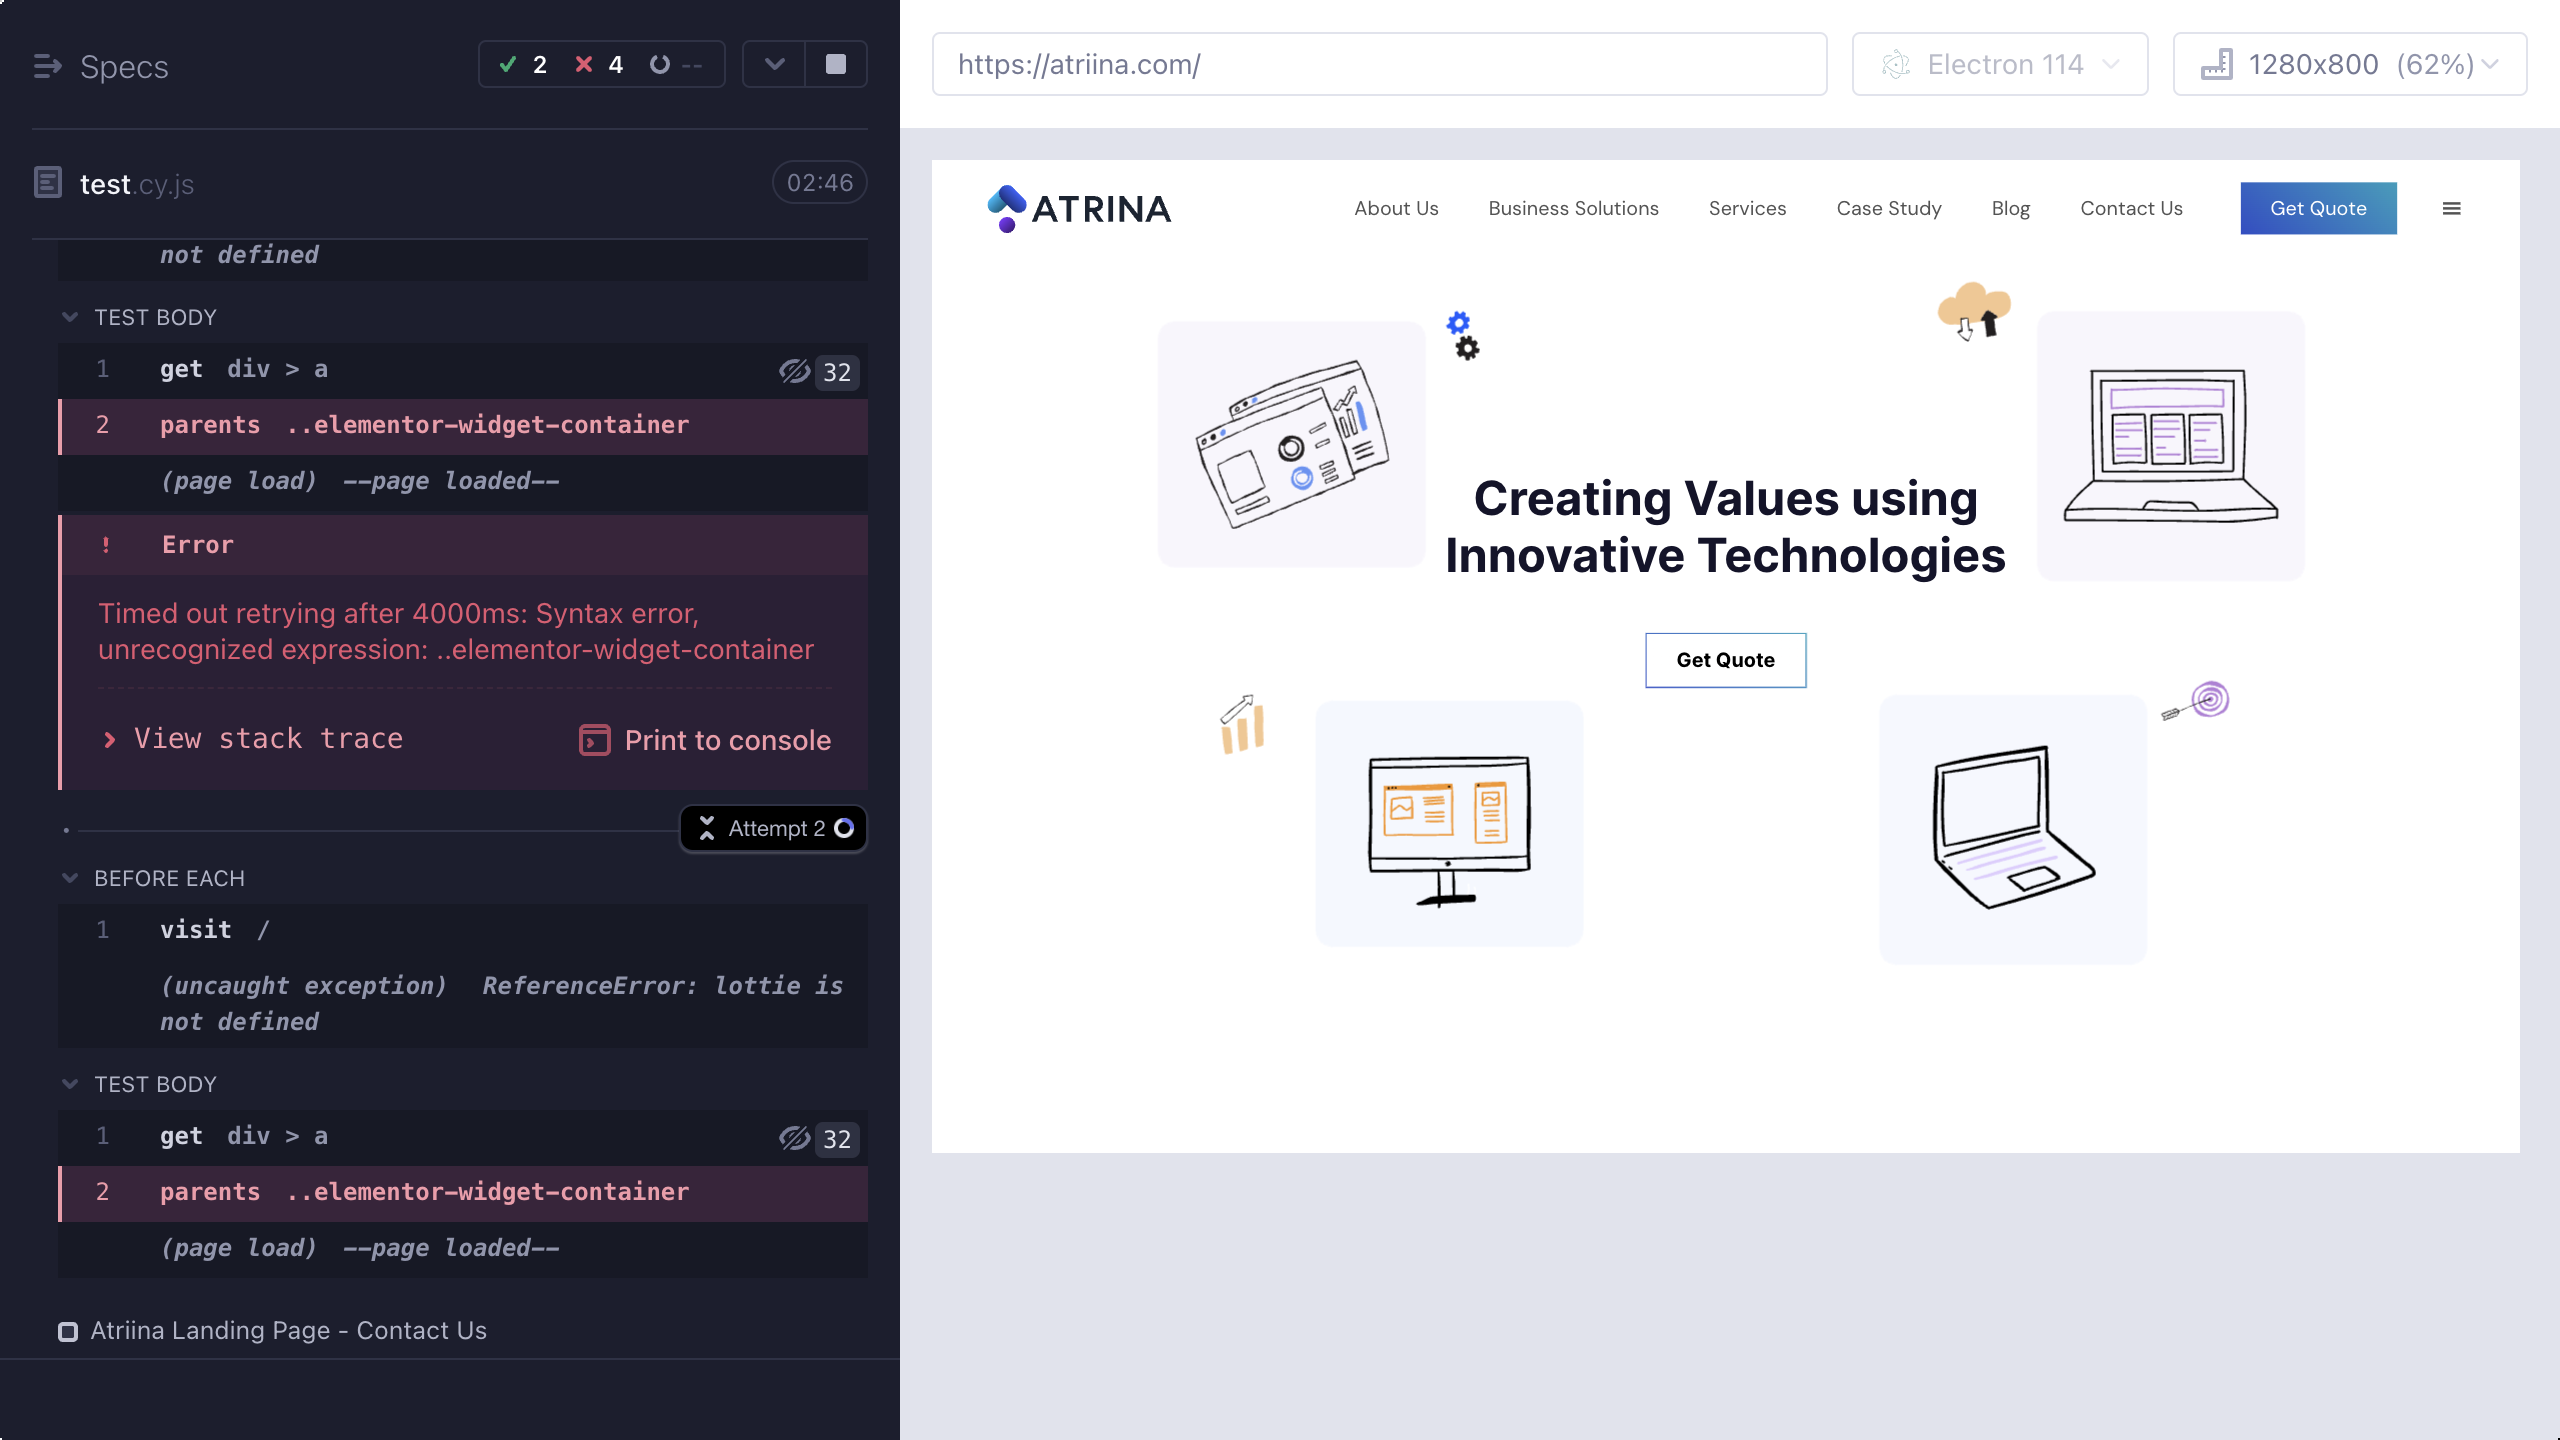 Specs
2
4
--
test.cy.js
02:46
not defined
TEST BODY
1 get div > a 32
2 parents ..elementor-widget-container
(page load) --page loaded--
! Error
Timed out retrying after 4000ms: Syntax error,
unrecognized expression: ..elementor-widget-container
View stack trace
Print to console
Attempt 2
BEFORE EACH
1 visit /
(uncaught exception) ReferenceError: lottie is
not defined
TEST BODY
1 get div > a 32
2 parents ..elementor-widget-container
(page load) --page loaded--
Atriina Landing Page - Contact Us
https://atriina.com/
Electron 114
1280x800 (62%)
ATRINA
About Us
Business Solutions
Services
Case Study
Blog
Contact Us
Get Quote
Creating Values using
Innovative Technologies
Get Quote